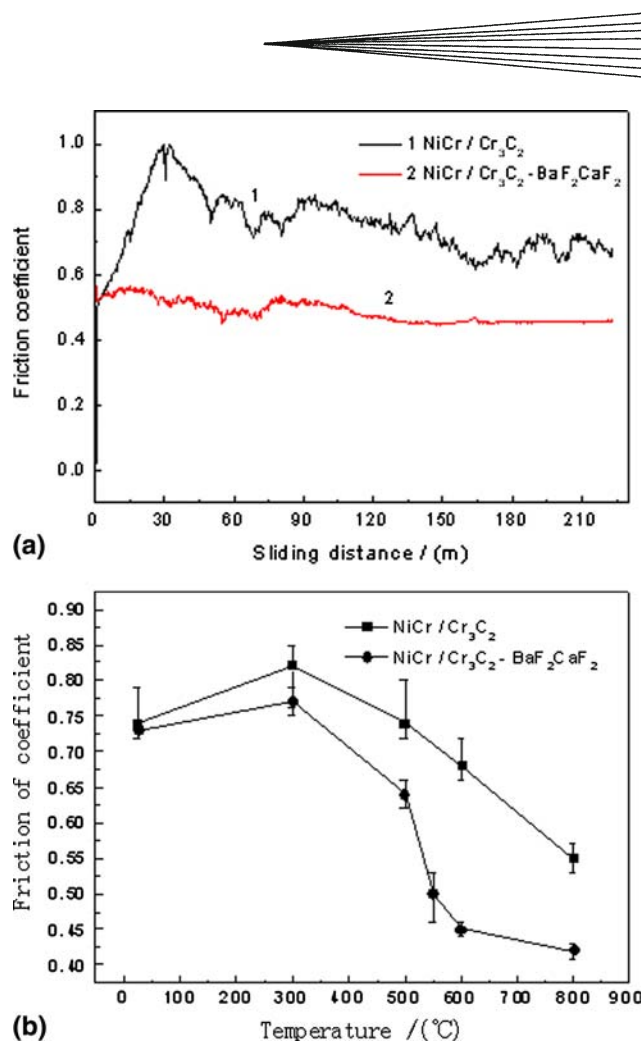 1.0
0.8
0.6
0.4
0.2
0.0
Friction coefficient
1 NiCr / Cr₃C₂
2 NiCr / Cr₃C₂ - BaF₂CaF₂
1
2
0 30 60 90 120 150 180 210
Sliding distance / (m)
(a)
0.90
0.85
0.80
0.75
0.70
0.65
0.60
0.55
0.50
0.45
0.40
Friction of coefficient
NiCr / Cr₃C₂
NiCr / Cr₃C₂ - BaF₂CaF₂
0 100 200 300 400 500 600 700 800 900
Temperature /(℃)
(b)